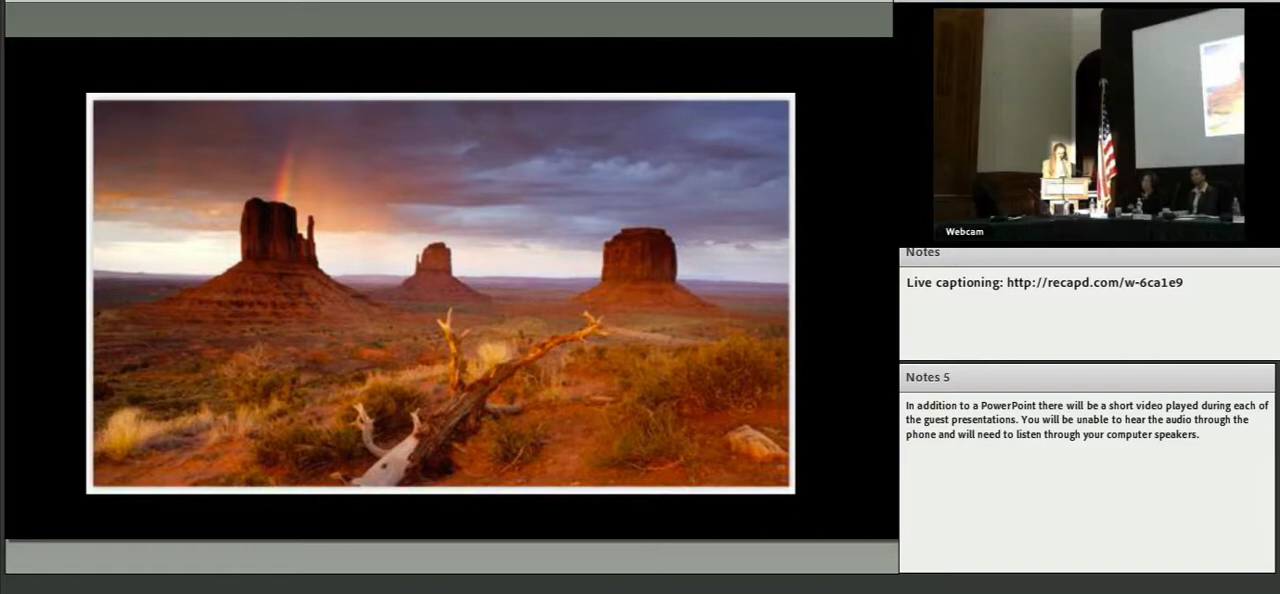 Webcam
Notes
Live captioning: http://recapd.com/w-6ca1e9
Notes 5
In addition to a PowerPoint there will be a short video played during each of
the guest presentations. You will be unable to hear the audio through the
phone and will need to listen through your computer speakers.